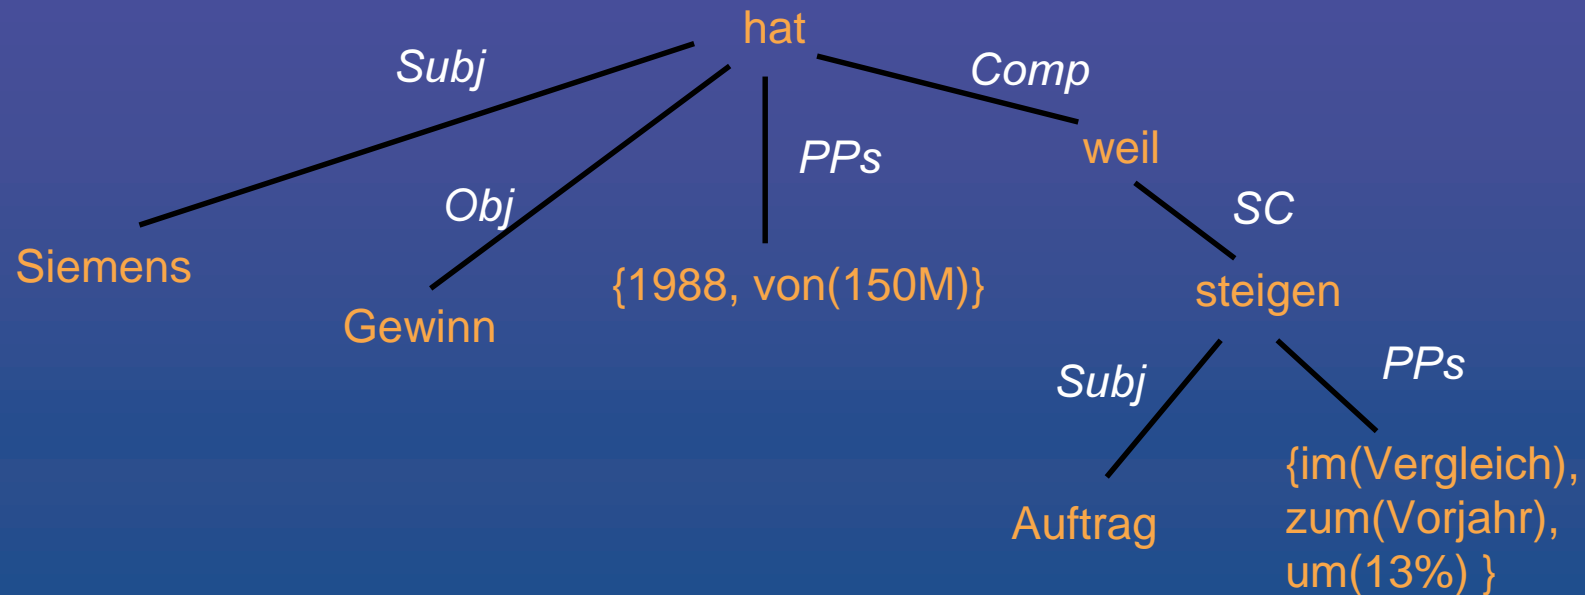 hat
Subj
Comp
weil
PPs
Obj
SC
Siemens
{1988, von(150M)}
steigen
Gewinn
Subj
PPs
{im(Vergleich),
zum(Vorjahr),
um(13%) }
Auftrag